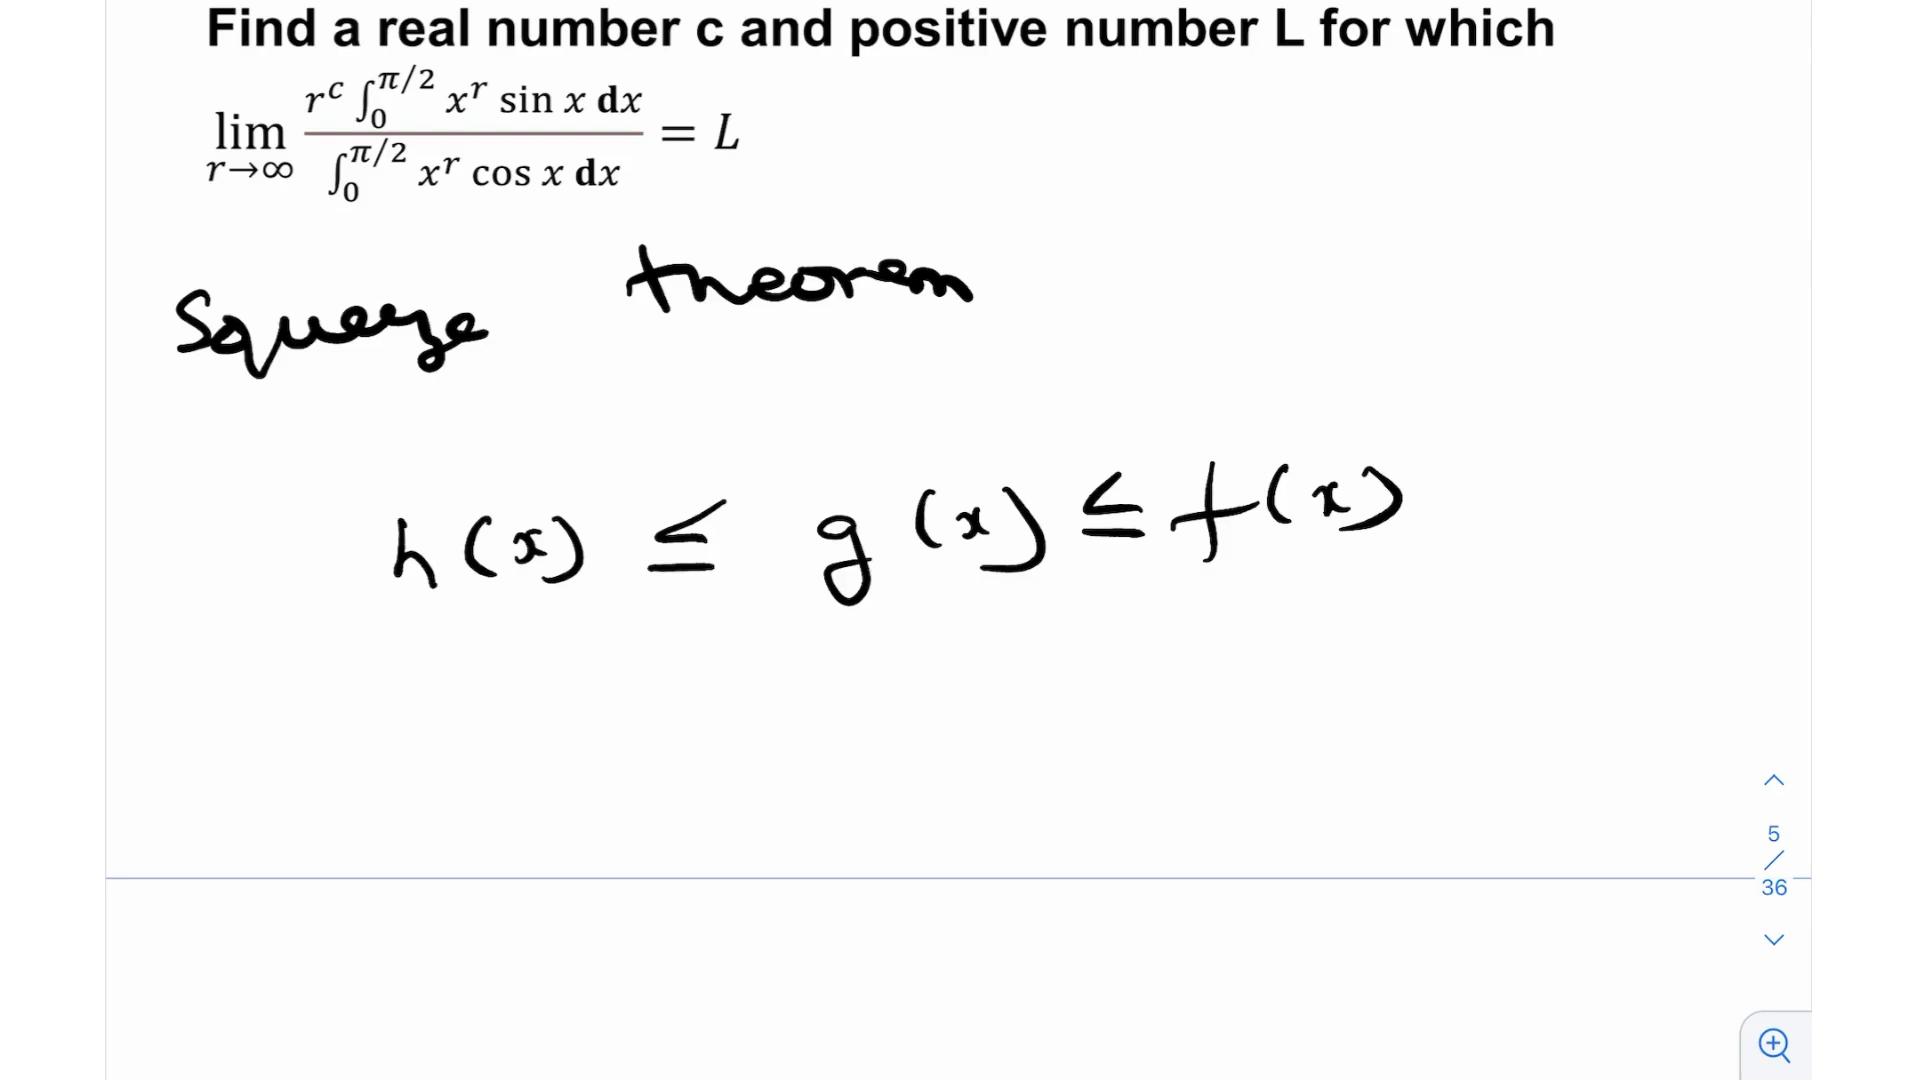 Find a real number c and positive number L for which
lim r→∞ r^c ∫_0^{π/2} x^r sin x dx / ∫_0^{π/2} x^r cos x dx = L
Squeeze theorem
h(x) ≤ g(x) ≤ f(x)
5
/
36